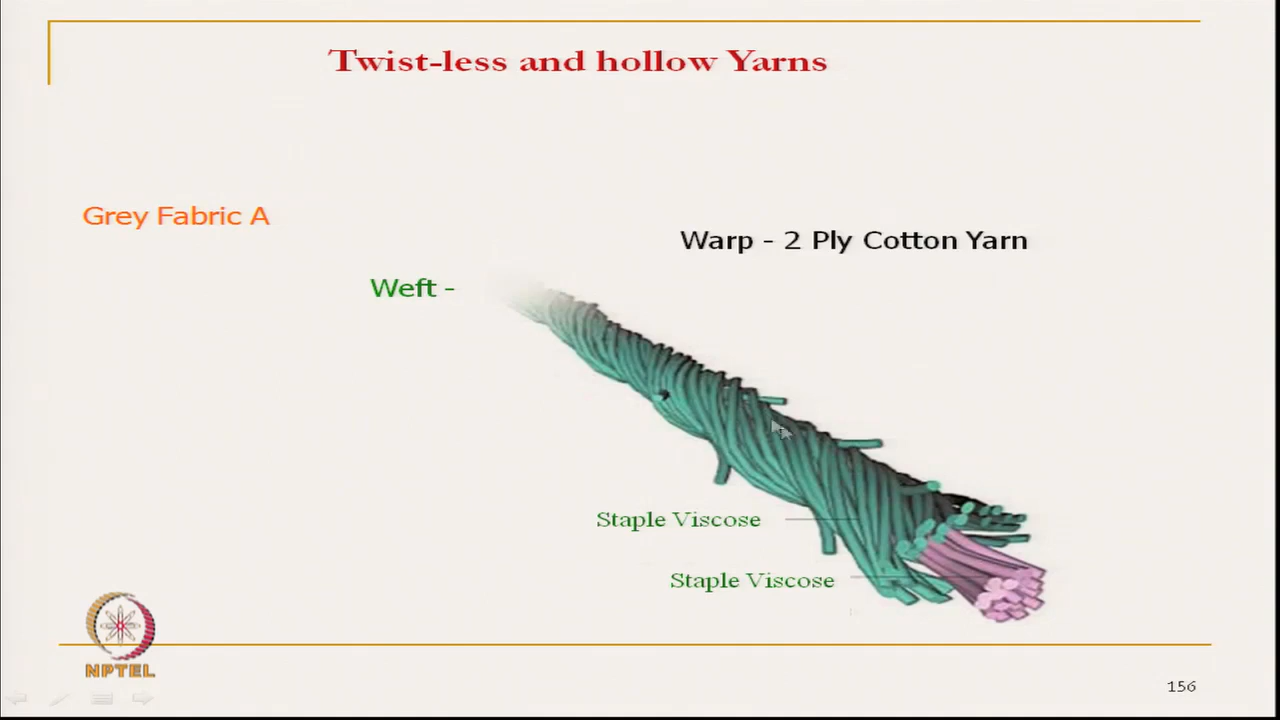 Twist-less and hollow Yarns
Grey Fabric A
Warp - 2 Ply Cotton Yarn
Weft -
Staple Viscose
Staple Viscose
NPTEL
156